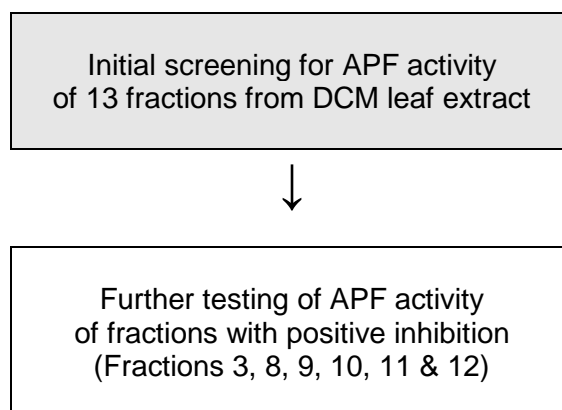 Initial screening for APF activity
of 13 fractions from DCM leaf extract
↓
Further testing of APF activity
of fractions with positive inhibition
(Fractions 3, 8, 9, 10, 11 & 12)